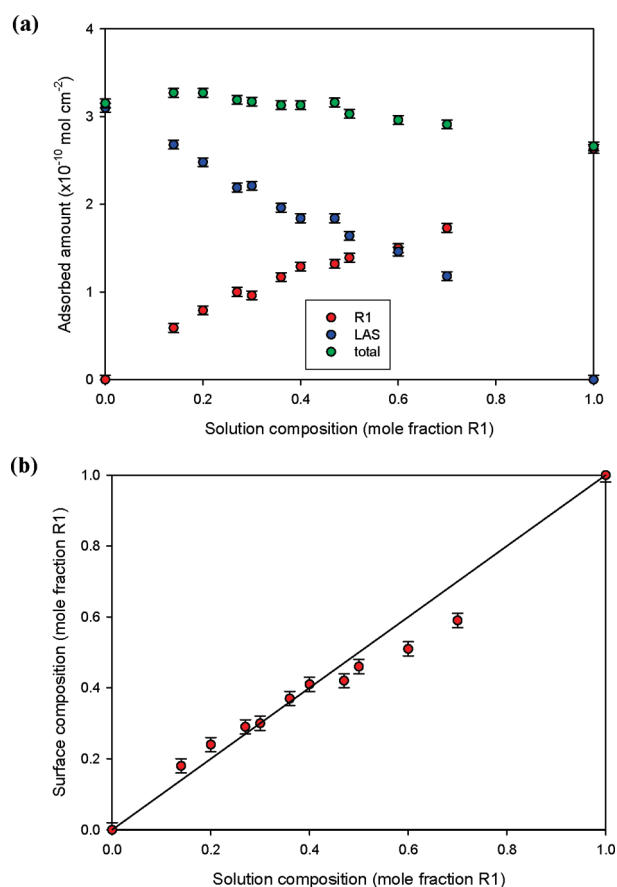 (a)
4
3
2
1
0
Adsorbed amount (x10⁻¹⁰ mol cm⁻²)
R1
LAS
total
0.0 0.2 0.4 0.6 0.8 1.0
Solution composition (mole fraction R1)
(b)
1.0
0.8
0.6
0.4
0.2
0.0
Surface composition (mole fraction R1)
0.0 0.2 0.4 0.6 0.8 1.0
Solution composition (mole fraction R1)